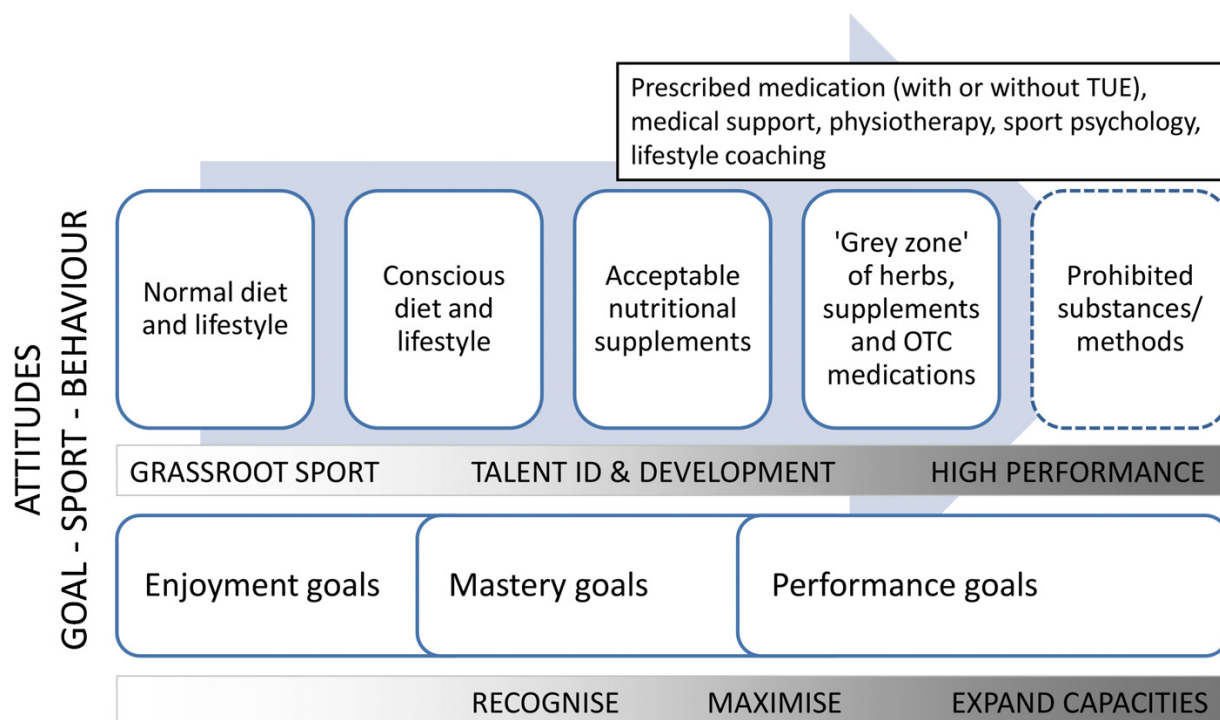 Prescribed medication (with or without TUE),
medical support, physiotherapy, sport psychology,
lifestyle coaching
Normal diet
and lifestyle
Conscious
diet and
lifestyle
Acceptable
nutritional
supplements
'Grey zone'
of herbs,
supplements
and OTC
medications
Prohibited
substances/
methods
ATTITUDES
GOAL - SPORT - BEHAVIOUR
GRASSROOT SPORT
TALENT ID & DEVELOPMENT
HIGH PERFORMANCE
Enjoyment goals
Mastery goals
Performance goals
RECOGNISE
MAXIMISE
EXPAND CAPACITIES